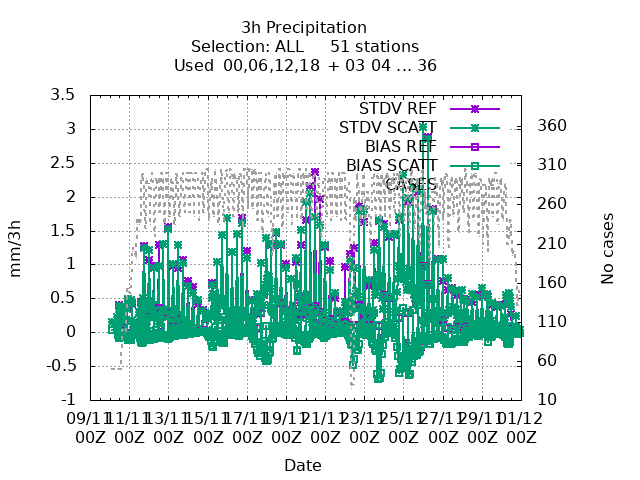 3h Precipitation
Selection: ALL 51 stations
Used 00,06,12,18 + 03 04 ... 36
STDV REF
STDV SCATT
BIAS REF
BIAS SCATT
CASES
3.5
3
2.5
2
1.5
1
0.5
0
-0.5
-1
mm/3h
360
310
260
210
160
110
60
10
No cases
09/11 11/11 13/11 15/11 17/11 19/11 21/11 23/11 25/11 27/11 29/11 01/12
00Z 00Z 00Z 00Z 00Z 00Z 00Z 00Z 00Z 00Z 00Z 00Z
Date